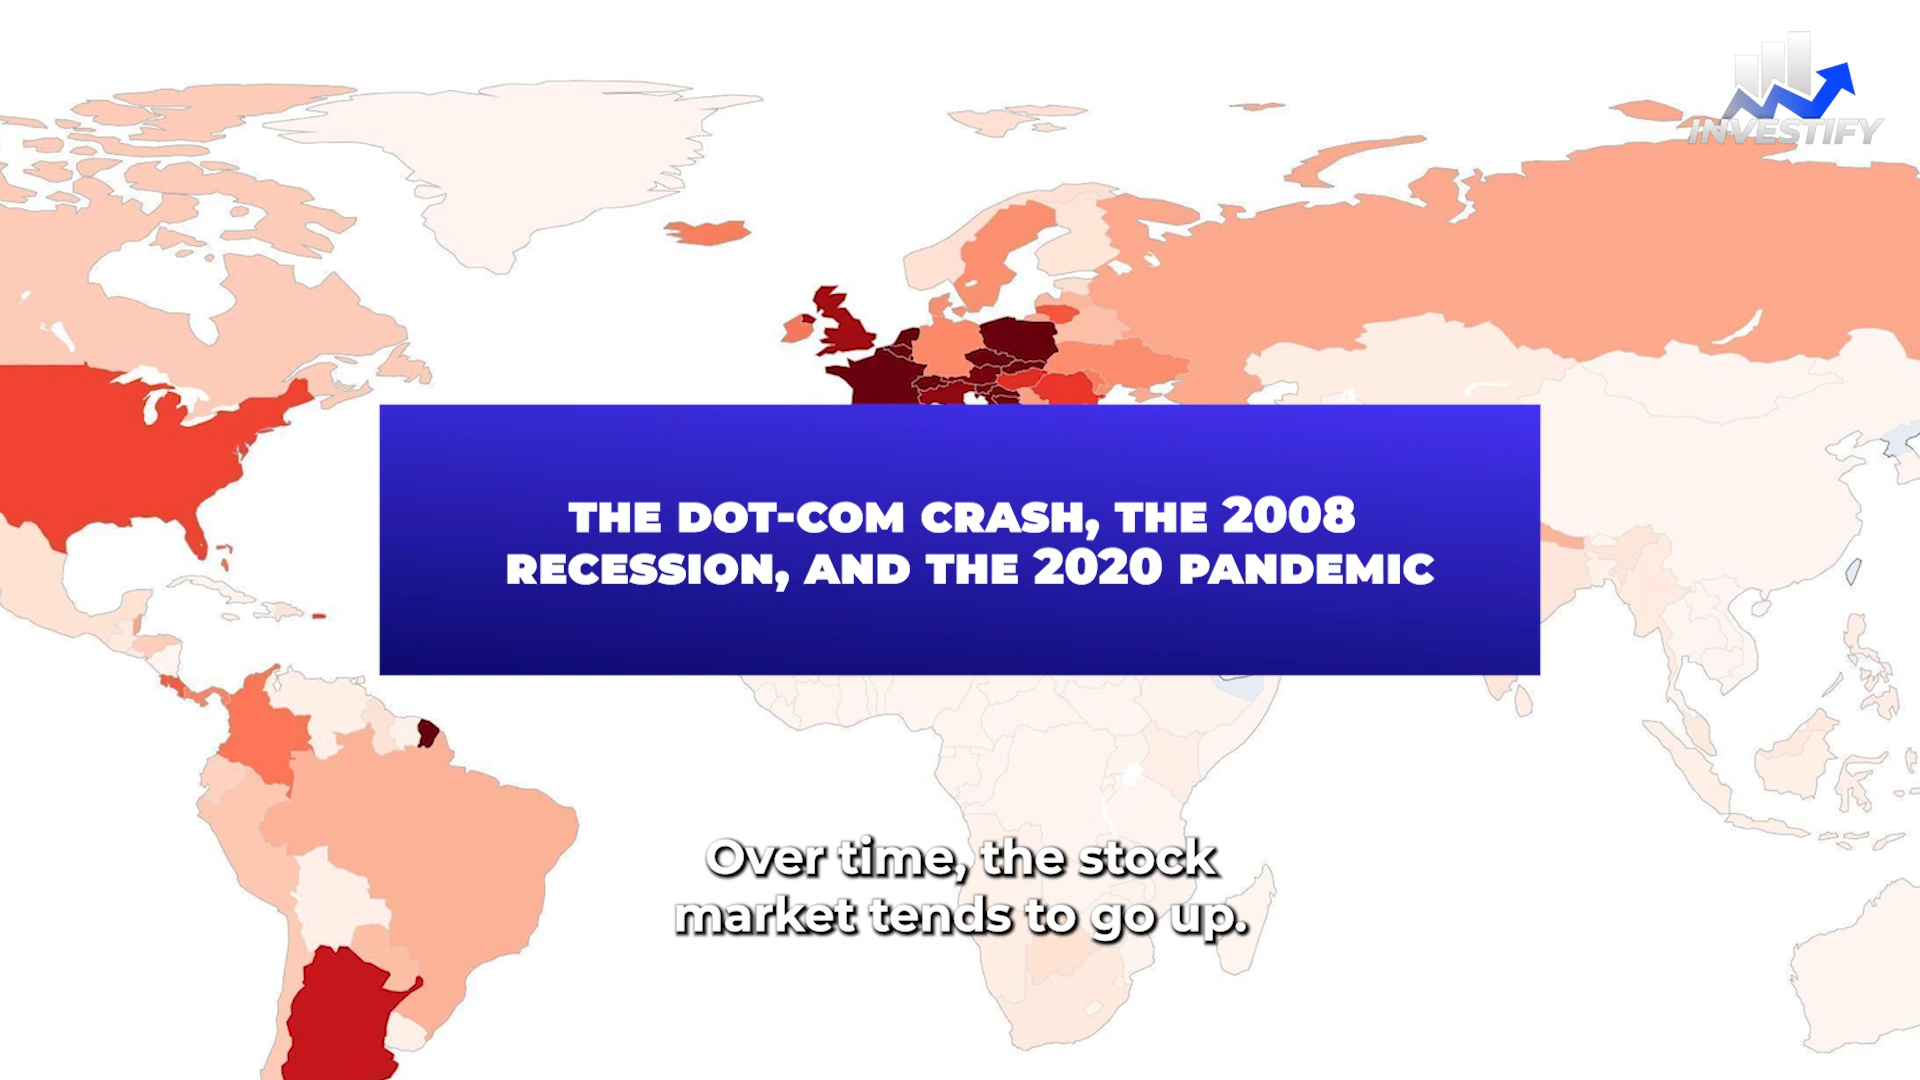 INVESTIFY
THE DOT-COM CRASH, THE 2008
RECESSION, AND THE 2020 PANDEMIC
Over time, the stock
market tends to go up.